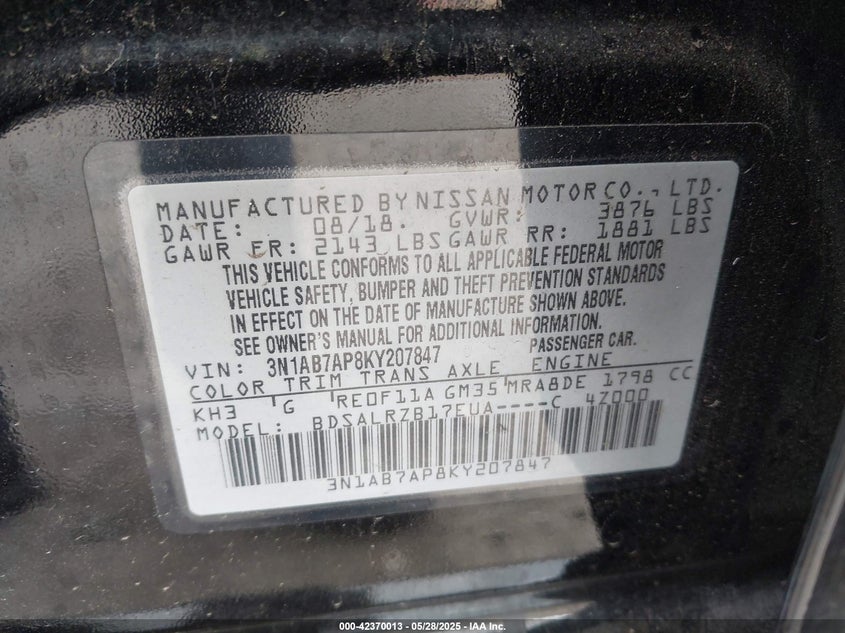 MANUFACTURED BY NISSAN MOTOR CO., LTD.
DATE: 08/18. GVWR: 3876 LBS
GAWR FR: 2143 LBS GAWR RR: 1881 LBS
THIS VEHICLE CONFORMS TO ALL APPLICABLE FEDERAL MOTOR
VEHICLE SAFETY, BUMPER AND THEFT PREVENTION STANDARDS
IN EFFECT ON THE DATE OF MANUFACTURE SHOWN ABOVE.
SEE OWNER'S MANUAL FOR ADDITIONAL INFORMATION.
VIN: 3N1AB7AP8KY207847 PASSENGER CAR.
COLOR TRIM TRANS AXLE ENGINE
KH3 G RE0F11A GM35 MRA8DE 1798 CC
MODEL: BDSALRZB17EUA----C 4Z000
3N1AB7AP8KY207847
000-42370013 — 05/28/2025 — IAA Inc.